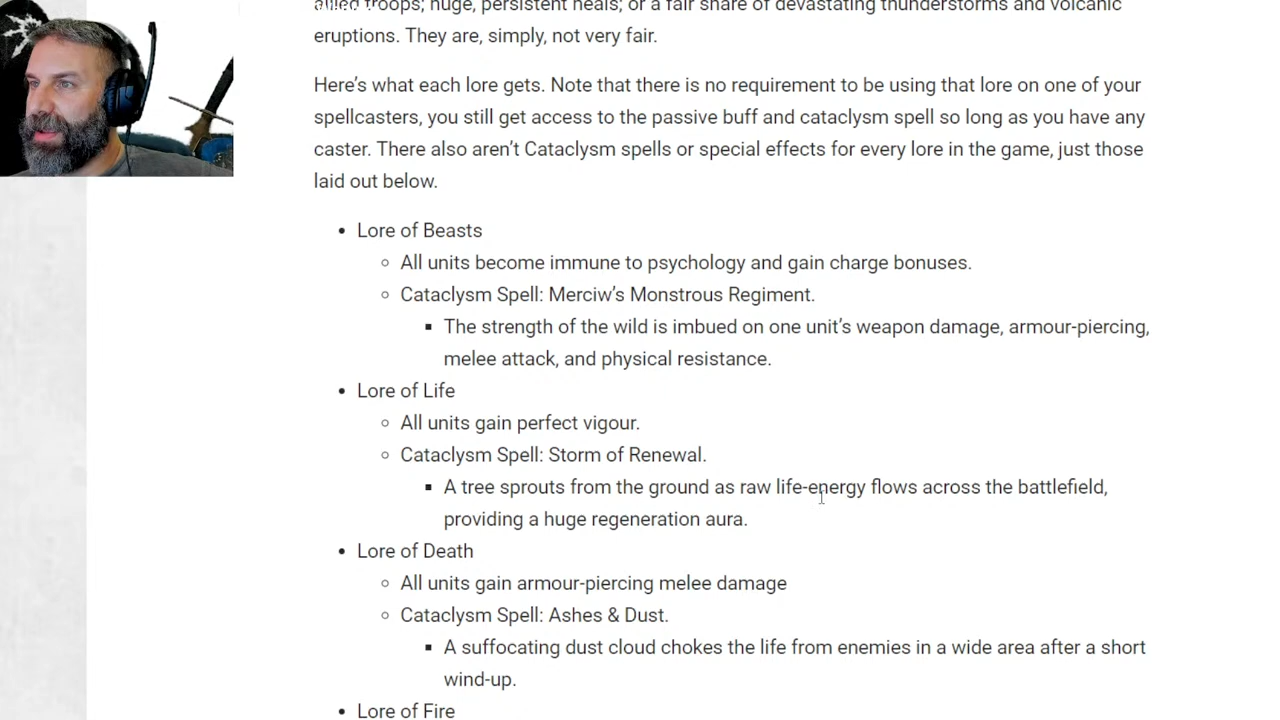 allied troops; huge, persistent heals; or a fair share of devastating thunderstorms and volcanic
eruptions. They are, simply, not very fair.
Here’s what each lore gets. Note that there is no requirement to be using that lore on one of your
spellcasters, you still get access to the passive buff and cataclysm spell so long as you have any
caster. There also aren’t Cataclysm spells or special effects for every lore in the game, just those
laid out below.
• Lore of Beasts
○ All units become immune to psychology and gain charge bonuses.
○ Cataclysm Spell: Merciw’s Monstrous Regiment.
▪ The strength of the wild is imbued on one unit’s weapon damage, armour-piercing,
melee attack, and physical resistance.
• Lore of Life
○ All units gain perfect vigour.
○ Cataclysm Spell: Storm of Renewal.
▪ A tree sprouts from the ground as raw life-energy flows across the battlefield,
providing a huge regeneration aura.
• Lore of Death
○ All units gain armour-piercing melee damage
○ Cataclysm Spell: Ashes & Dust.
▪ A suffocating dust cloud chokes the life from enemies in a wide area after a short
wind-up.
• Lore of Fire